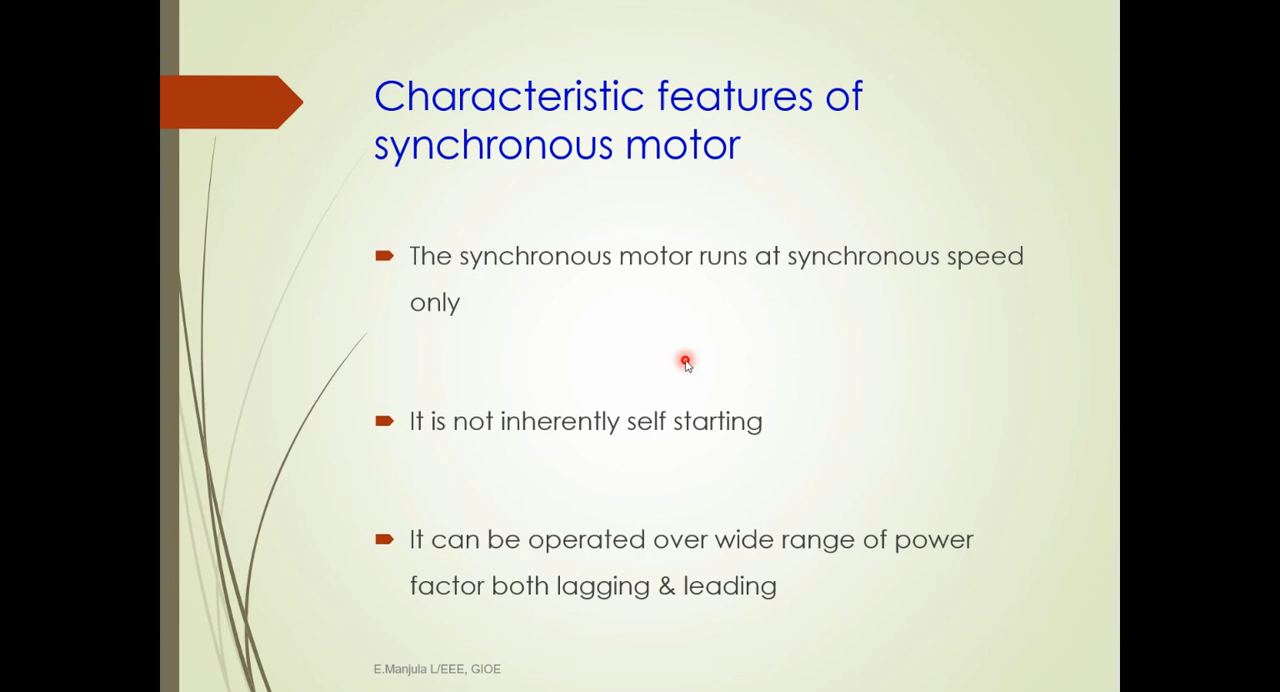 Characteristic features of
synchronous motor
The synchronous motor runs at synchronous speed
only
It is not inherently self starting
It can be operated over wide range of power
factor both lagging & leading
E.Manjula L/EEE, GIOE